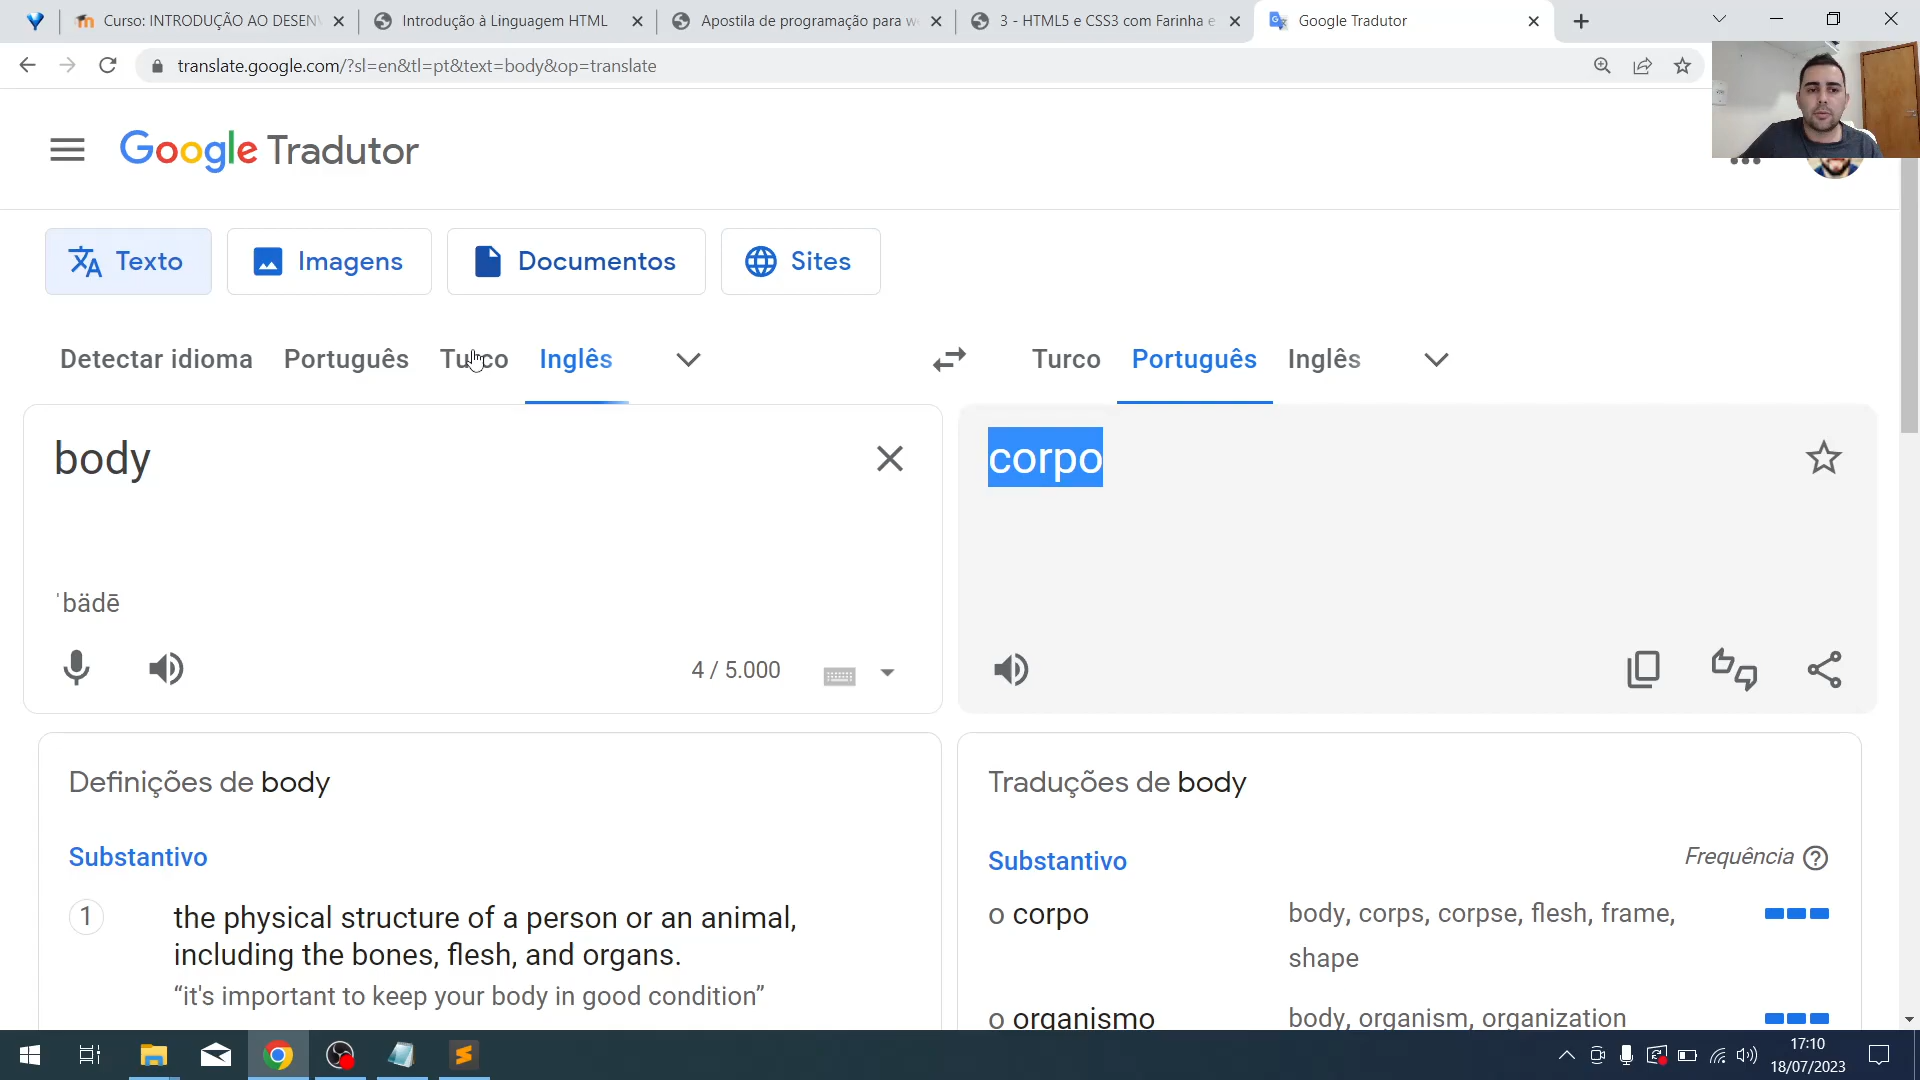 Curso: INTRODUÇÃO AO DESENV
Introdução à Linguagem HTML
Apostila de programação para w
3 - HTML5 e CSS3 com Farinha e
Google Tradutor
translate.google.com/?sl=en&tl=pt&text=body&op=translate
Google Tradutor
Texto
Imagens
Documentos
Sites
Detectar idioma
Português
Turco
Inglês
Turco
Português
Inglês
body
corpo
ˈbädē
4 / 5.000
Definições de body
Traduções de body
Substantivo
Substantivo
Frequência
1
the physical structure of a person or an animal,
including the bones, flesh, and organs.
“it's important to keep your body in good condition”
o corpo
body, corps, corpse, flesh, frame,
shape
o organismo
body, organism, organization
17:10
18/07/2023